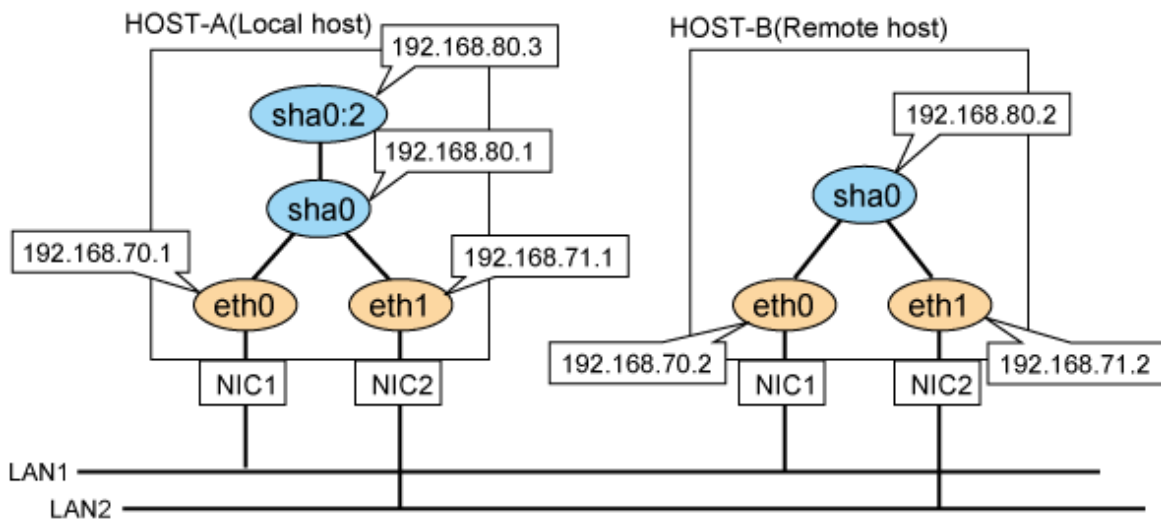 HOST-A(Local host)
192.168.80.3
sha0:2
192.168.80.1
sha0
192.168.70.1
192.168.71.1
eth0
eth1
NIC1
NIC2
HOST-B(Remote host)
192.168.80.2
sha0
eth0
eth1
192.168.70.2
192.168.71.2
NIC1
NIC2
LAN1
LAN2